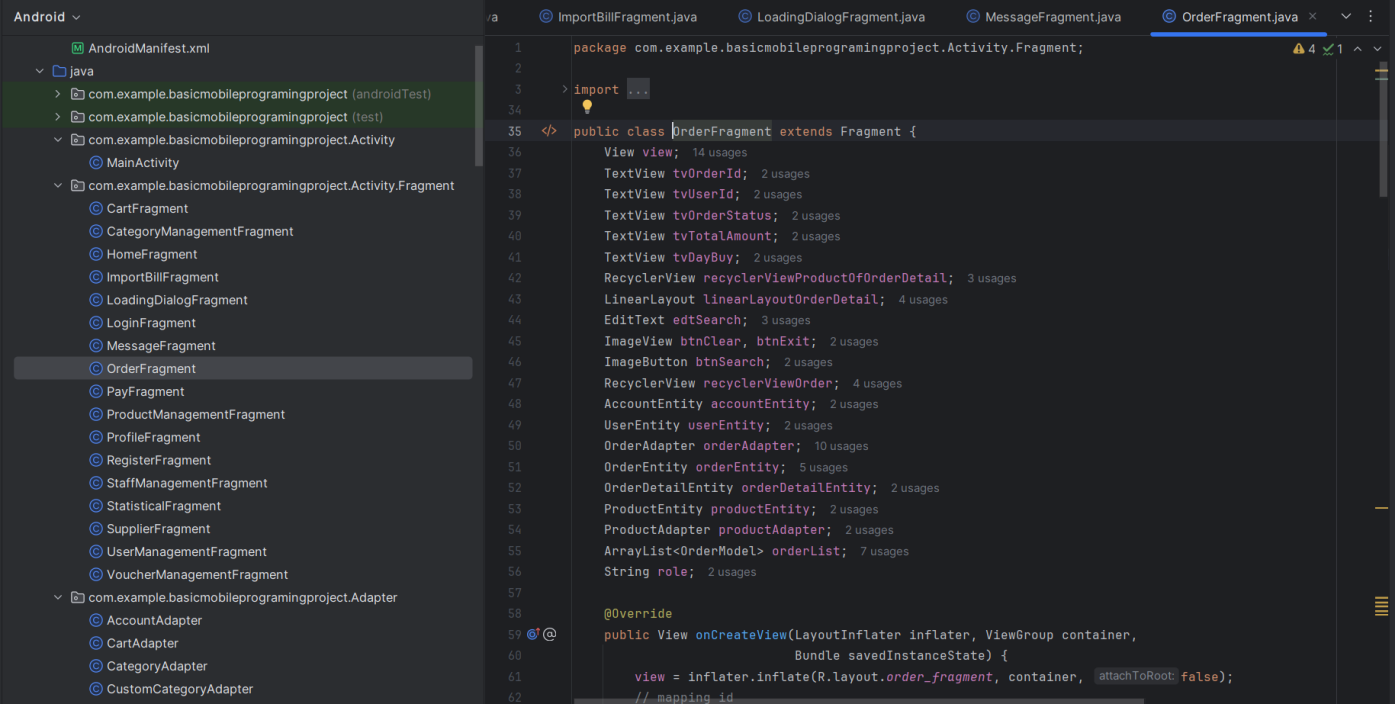 Android
AndroidManifest.xml
java
com.example.basicmobileprogramingproject (androidTest)
com.example.basicmobileprogramingproject (test)
com.example.basicmobileprogramingproject.Activity
MainActivity
com.example.basicmobileprogramingproject.Activity.Fragment
CartFragment
CategoryManagementFragment
HomeFragment
ImportBillFragment
LoadingDialogFragment
LoginFragment
MessageFragment
OrderFragment
PayFragment
ProductManagementFragment
ProfileFragment
RegisterFragment
StaffManagementFragment
StatisticalFragment
SupplierFragment
UserManagementFragment
VoucherManagementFragment
com.example.basicmobileprogramingproject.Adapter
AccountAdapter
CartAdapter
CategoryAdapter
CustomCategoryAdapter
va ImportBillFragment.java LoadingDialogFragment.java MessageFragment.java OrderFragment.java
4 1
1 package com.example.basicmobileprogramingproject.Activity.Fragment;
2
3 import ...
34
35 </> public class OrderFragment extends Fragment {
36 View view; 14 usages
37 TextView tvOrderId; 2 usages
38 TextView tvUserId; 2 usages
39 TextView tvOrderStatus; 2 usages
40 TextView tvTotalAmount; 2 usages
41 TextView tvDayBuy; 2 usages
42 RecyclerView recyclerViewProductOfOrderDetail; 3 usages
43 LinearLayout linearLayoutOrderDetail; 4 usages
44 EditText edtSearch; 3 usages
45 ImageView btnClear, btnExit; 2 usages
46 ImageButton btnSearch; 2 usages
47 RecyclerView recyclerViewOrder; 4 usages
48 AccountEntity accountEntity; 2 usages
49 UserEntity userEntity; 2 usages
50 OrderAdapter orderAdapter; 10 usages
51 OrderEntity orderEntity; 5 usages
52 OrderDetailEntity orderDetailEntity; 2 usages
53 ProductEntity productEntity; 2 usages
54 ProductAdapter productAdapter; 2 usages
55 ArrayList<OrderModel> orderList; 7 usages
56 String role; 2 usages
57
58 @Override
59 @ public View onCreateView(LayoutInflater inflater, ViewGroup container,
60 Bundle savedInstanceState) {
61 view = inflater.inflate(R.layout.order_fragment, container, attachToRoot: false);
62 // mapping id